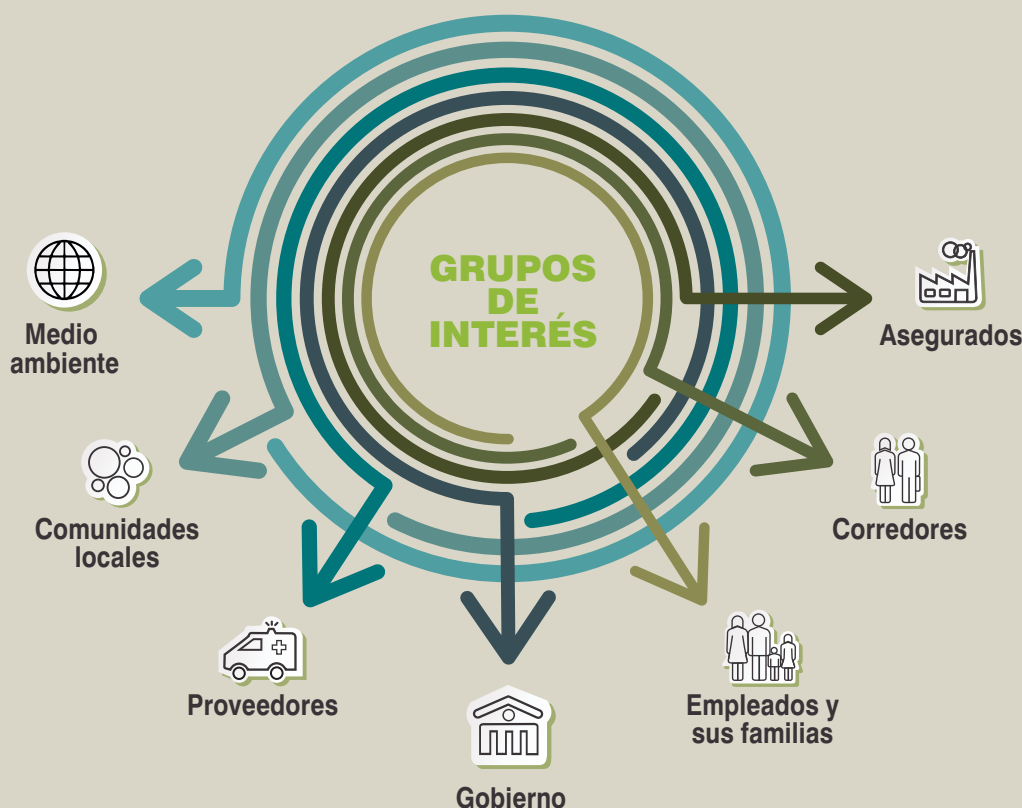 GRUPOS
DE
INTERÉS
Medio
ambiente
Asegurados
Comunidades
locales
Corredores
Proveedores
Empleados y
sus familias
Gobierno